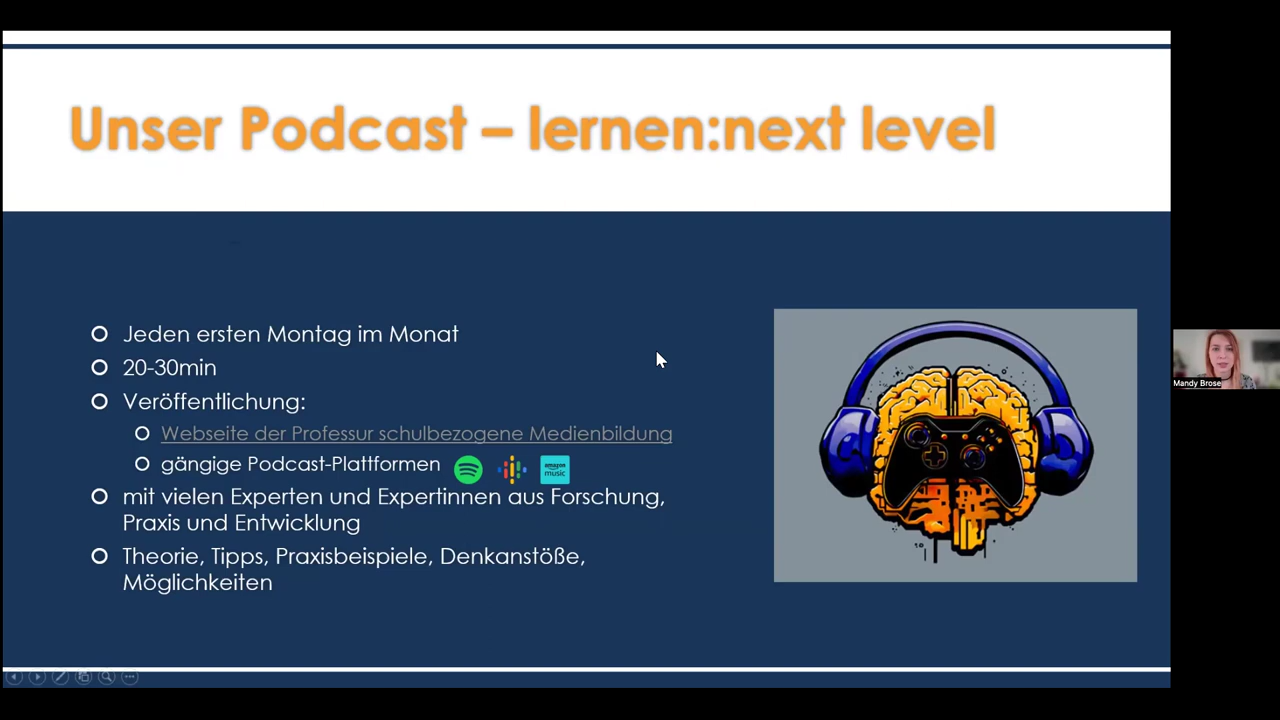 Unser Podcast – lernen:next level
Jeden ersten Montag im Monat
20-30min
Veröffentlichung:
Webseite der Professur schulbezogene Medienbildung
gängige Podcast-Plattformen
amazon
music
mit vielen Experten und Expertinnen aus Forschung,
Praxis und Entwicklung
Theorie, Tipps, Praxisbeispiele, Denkanstöße,
Möglichkeiten
Mandy Brose